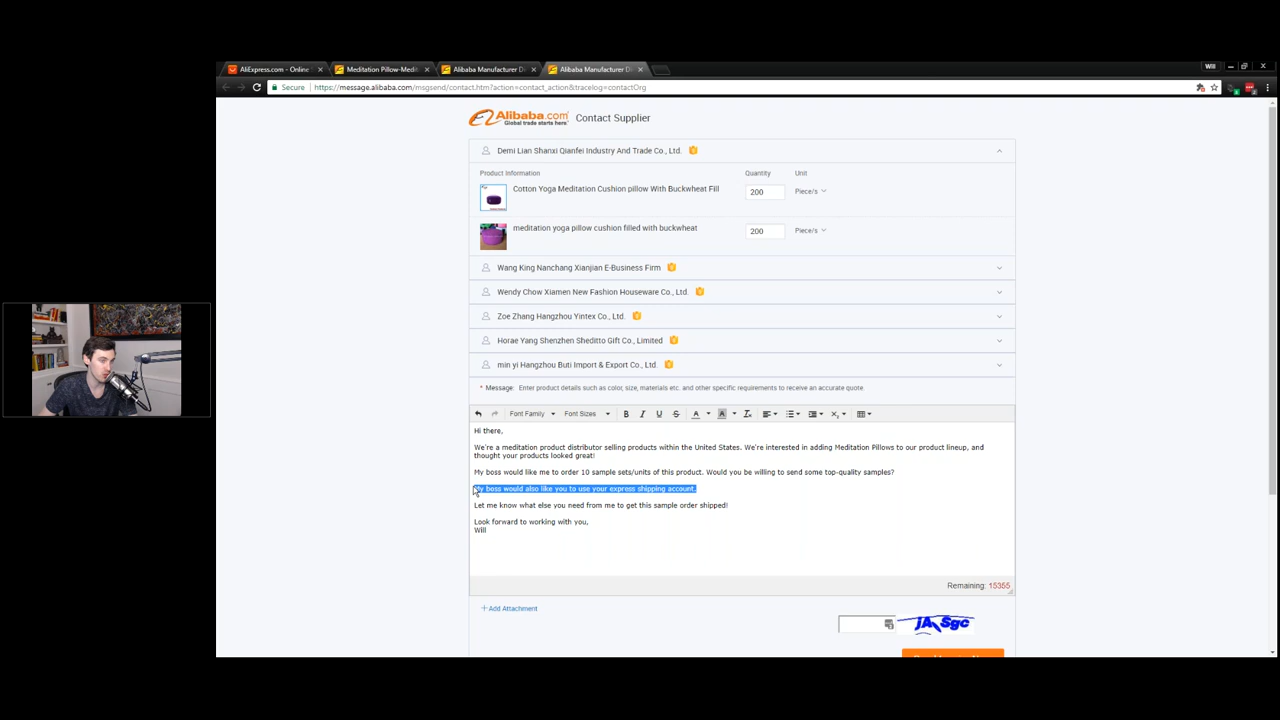 AliExpress.com - Online
Meditation Pillow-Medi
Alibaba Manufacturer D
Alibaba Manufacturer D
Will
Secure
https://message.alibaba.com/msgsend/contact.htm?action=contact_action&tracelog=contactOrg
Alibaba.com
Global trade starts here.
Contact Supplier
Demi Lian Shanxi Qianfei Industry And Trade Co., Ltd.
Product Information
Quantity
Unit
Cotton Yoga Meditation Cushion pillow With Buckwheat Fill
200
Piece/s
meditation yoga pillow cushion filled with buckwheat
200
Piece/s
Wang King Nanchang Xianjian E-Business Firm
Wendy Chow Xiamen New Fashion Houseware Co., Ltd.
Zoe Zhang Hangzhou Yintex Co., Ltd.
Horae Yang Shenzhen Sheditto Gift Co., Limited
min yi Hangzhou Buti Import & Export Co., Ltd.
* Message: Enter product details such as color, size, materials etc. and other specific requirements to receive an accurate quote
Font Family
Font Sizes
Hi there,
We're a meditation product distributor selling products within the United States. We're interested in adding Meditation Pillows to our product lineup, and
thought your products looked great!
My boss would like me to order 10 sample sets/units of this product. Would you be willing to send some top-quality samples?
My boss would also like you to use your express shipping account.
Let me know what else you need from me to get this sample order shipped!
Look forward to working with you,
Will
Remaining: 15355
Add Attachment
jA Sgc